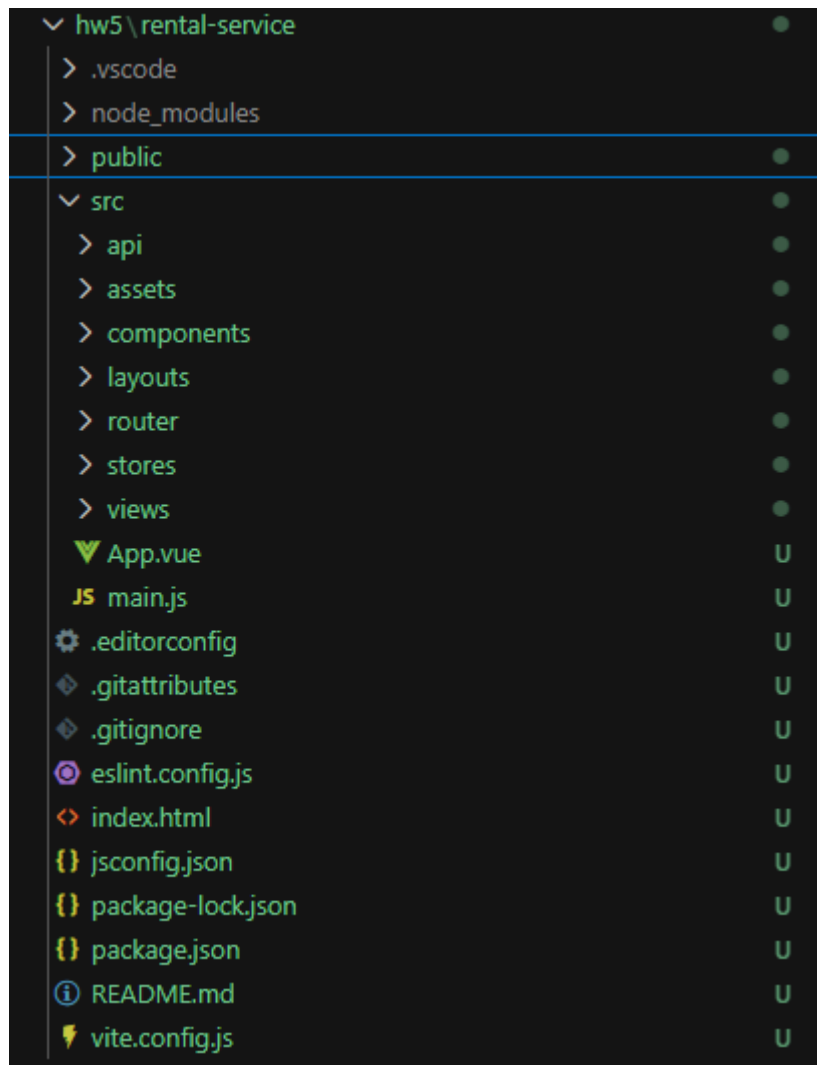 hw5\rental-service
.vscode
node_modules
public
src
api
assets
components
layouts
router
stores
views
App.vue U
JS main.js U
.editorconfig U
.gitattributes U
.gitignore U
eslint.config.js U
index.html U
{} jsconfig.json U
{} package-lock.json U
{} package.json U
README.md U
vite.config.js U